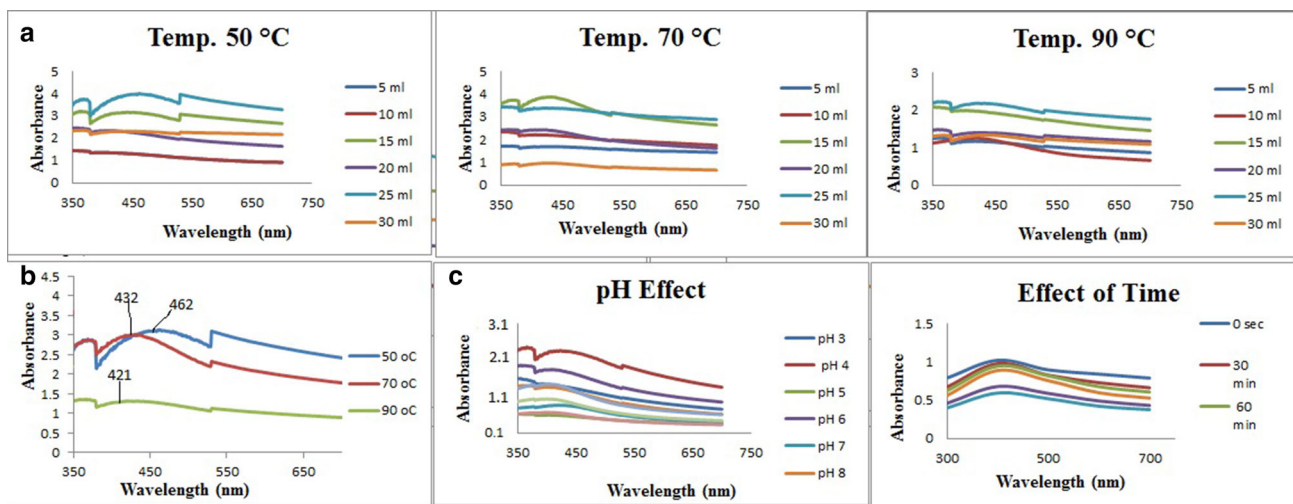 a
Temp. 50 °C
Absorbance
5
4
3
2
1
0
350
450
550
650
750
Wavelength (nm)
5 ml
10 ml
15 ml
20 ml
25 ml
30 ml
Temp. 70 °C
Absorbance
5
4
3
2
1
0
350
450
550
650
750
Wavelength (nm)
5 ml
10 ml
15 ml
20 ml
25 ml
30 ml
Temp. 90 °C
Absorbance
3
2
1
0
350
450
550
650
750
Wavelength (nm)
5 ml
10 ml
15 ml
20 ml
25 ml
30 ml
b
Absorbance
4.5
4
3.5
3
2.5
2
1.5
1
0.5
0
432
462
421
350
450
550
650
Wavelength (nm)
50 oC
70 oC
90 oC
c
pH Effect
Absorbance
3.1
2.1
1.1
0.1
350
450
550
650
750
Wavelength (nm)
pH 3
pH 4
pH 5
pH 6
pH 7
pH 8
Effect of Time
Absorbance
1.5
1
0.5
0
300
500
700
Wavelength (nm)
0 sec
30
min
60
min